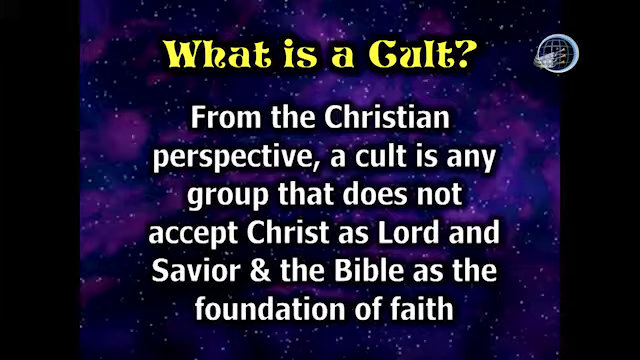 What is a Cult?
From the Christian
perspective, a cult is any
group that does not
accept Christ as Lord and
Savior & the Bible as the
foundation of faith